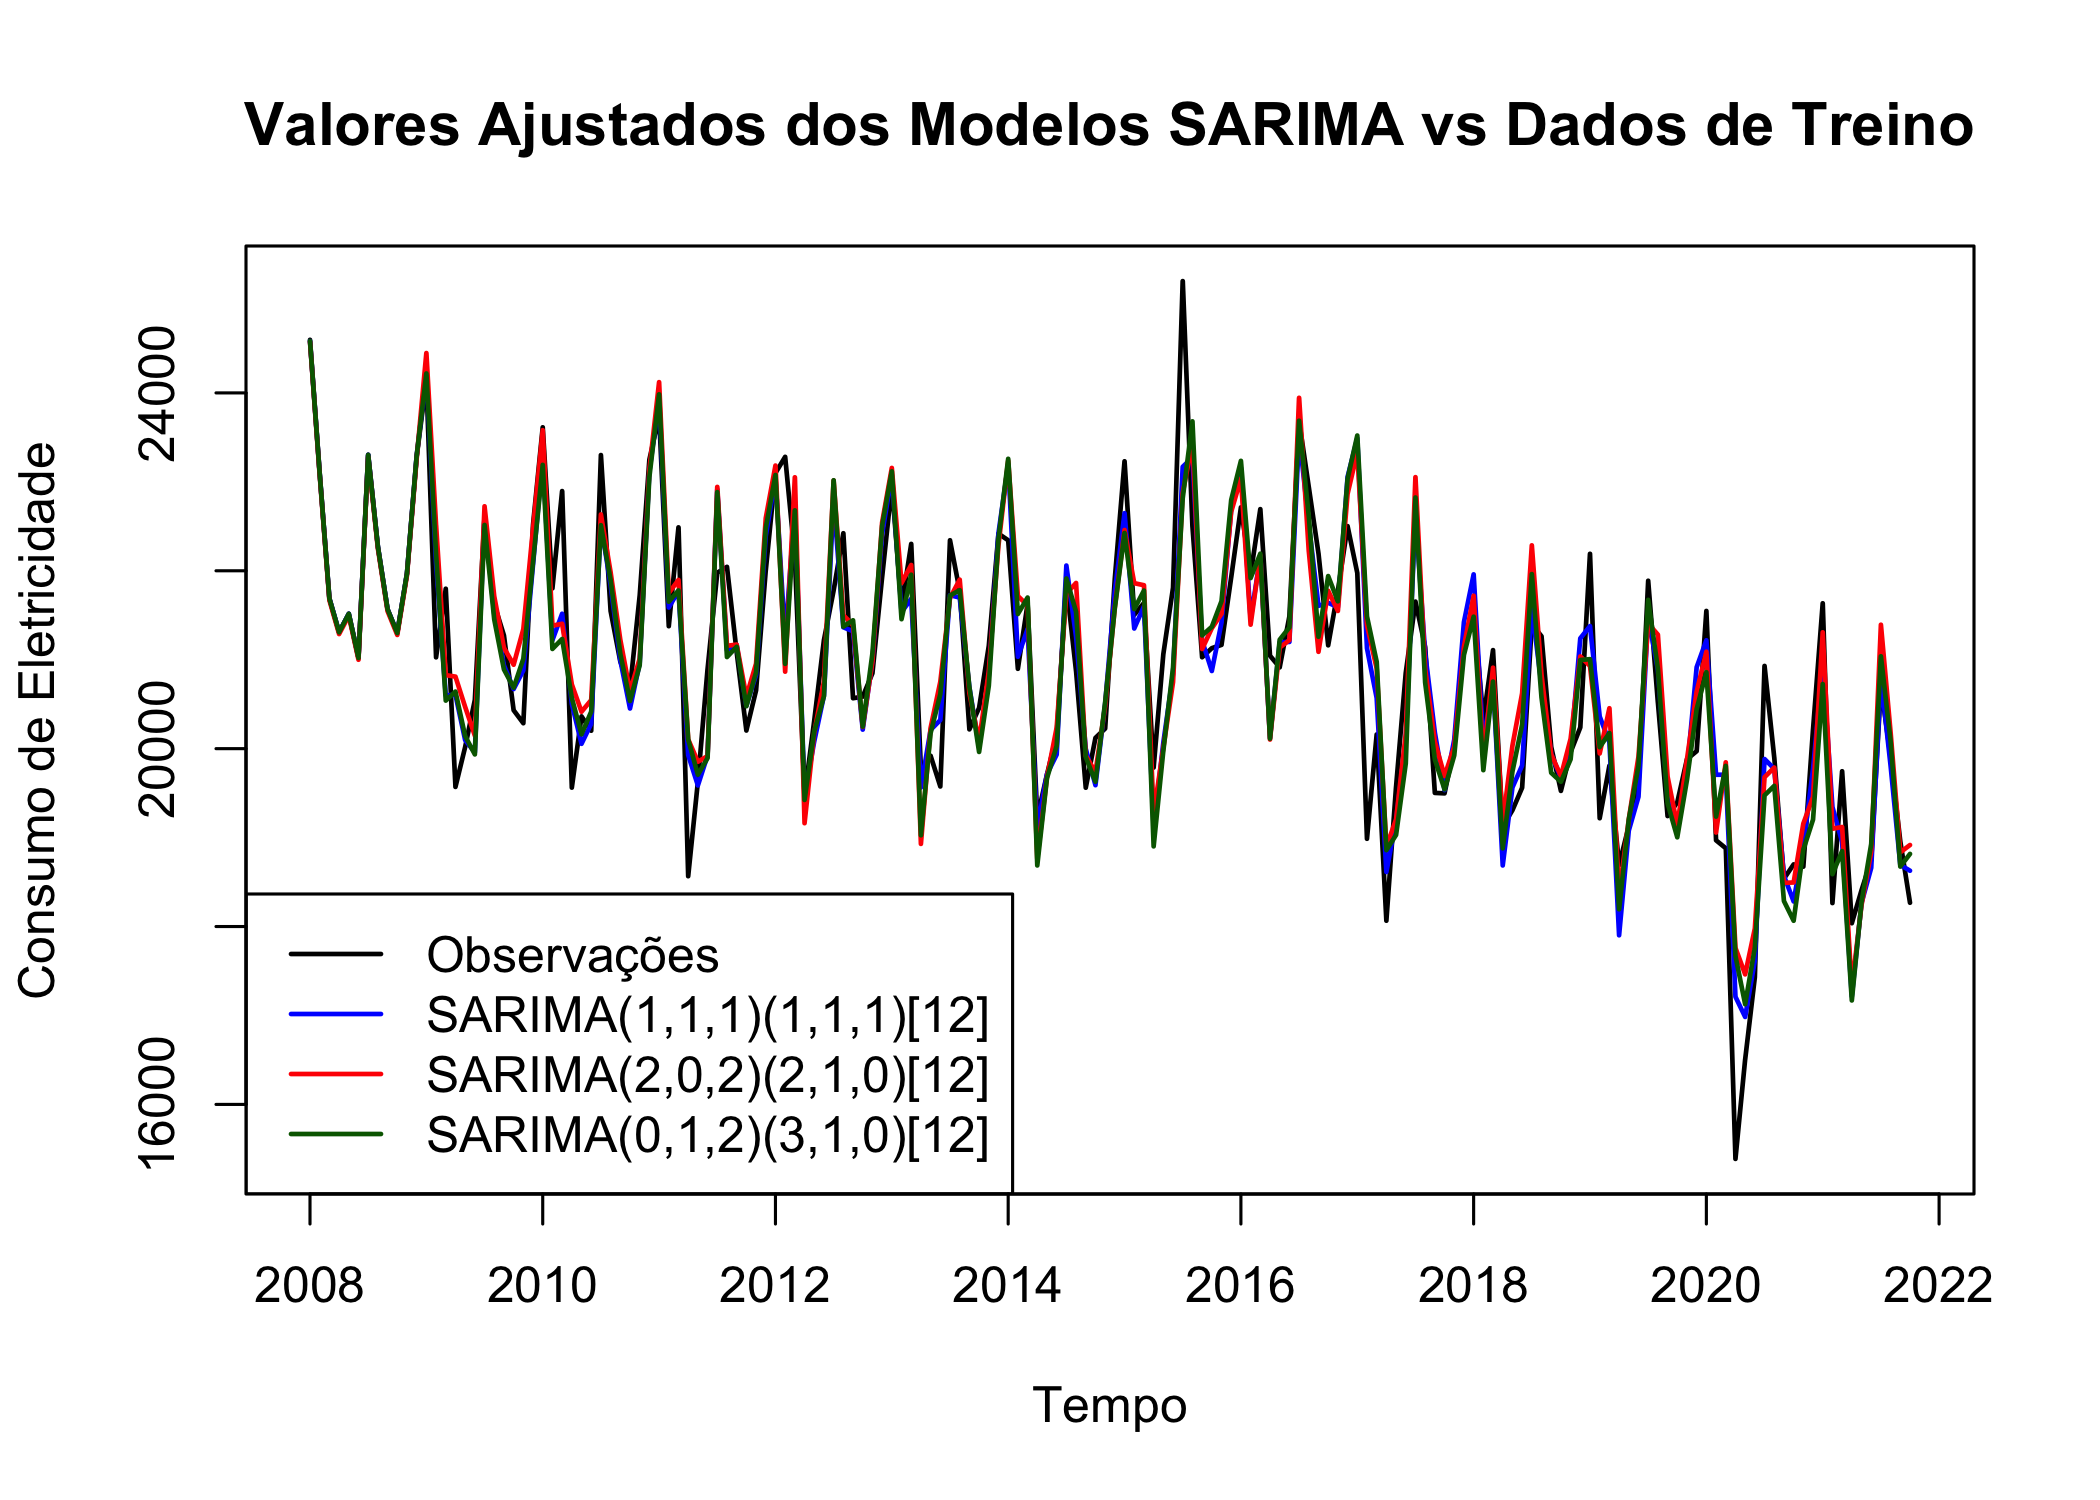 Valores Ajustados dos Modelos SARIMA vs Dados de Treino
Consumo de Eletricidade
24000
20000
16000
Observações
SARIMA(1,1,1)(1,1,1)[12]
SARIMA(2,0,2)(2,1,0)[12]
SARIMA(0,1,2)(3,1,0)[12]
2008 2010 2012 2014 2016 2018 2020 2022
Tempo